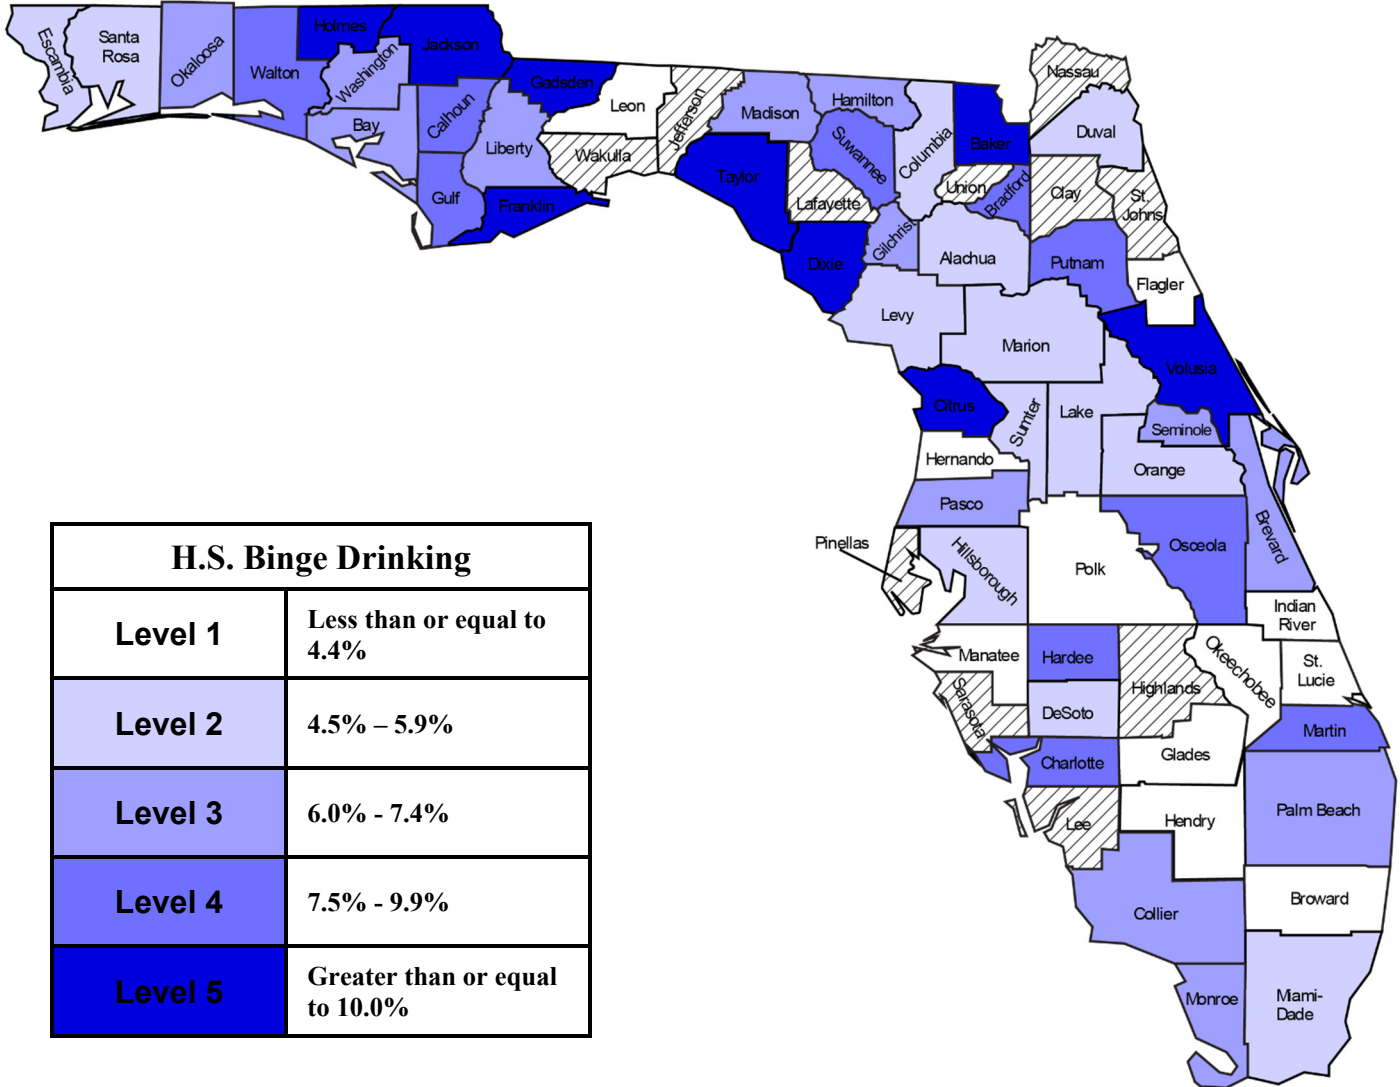 Escambia
Santa
Rosa
Okaloosa
Walton
Holmes
Washington
Jackson
Bay
Calhoun
Gulf
Liberty
Gadsden
Franklin
Leon
Wakulla
Jefferson
Madison
Taylor
Hamilton
Suwannee
Lafayette
Dixie
Columbia
Gilchrist
Baker
Union
Bradford
Alachua
Levy
Nassau
Duval
Clay
St.
Johns
Putnam
Flagler
Marion
Volusia
Citrus
Sumter
Lake
Seminole
Orange
Hernando
Pasco
Pinellas
Hillsborough
Polk
Osceola
Brevard
Indian
River
Manatee
Hardee
Highlands
Okeechobee
St.
Lucie
Sarasota
DeSoto
Martin
Charlotte
Glades
Lee
Hendry
Palm Beach
Collier
Broward
Monroe
Miami-
Dade
H.S. Binge Drinking
Level 1
Less than or equal to
4.4%
Level 2
4.5% – 5.9%
Level 3
6.0% - 7.4%
Level 4
7.5% - 9.9%
Level 5
Greater than or equal
to 10.0%